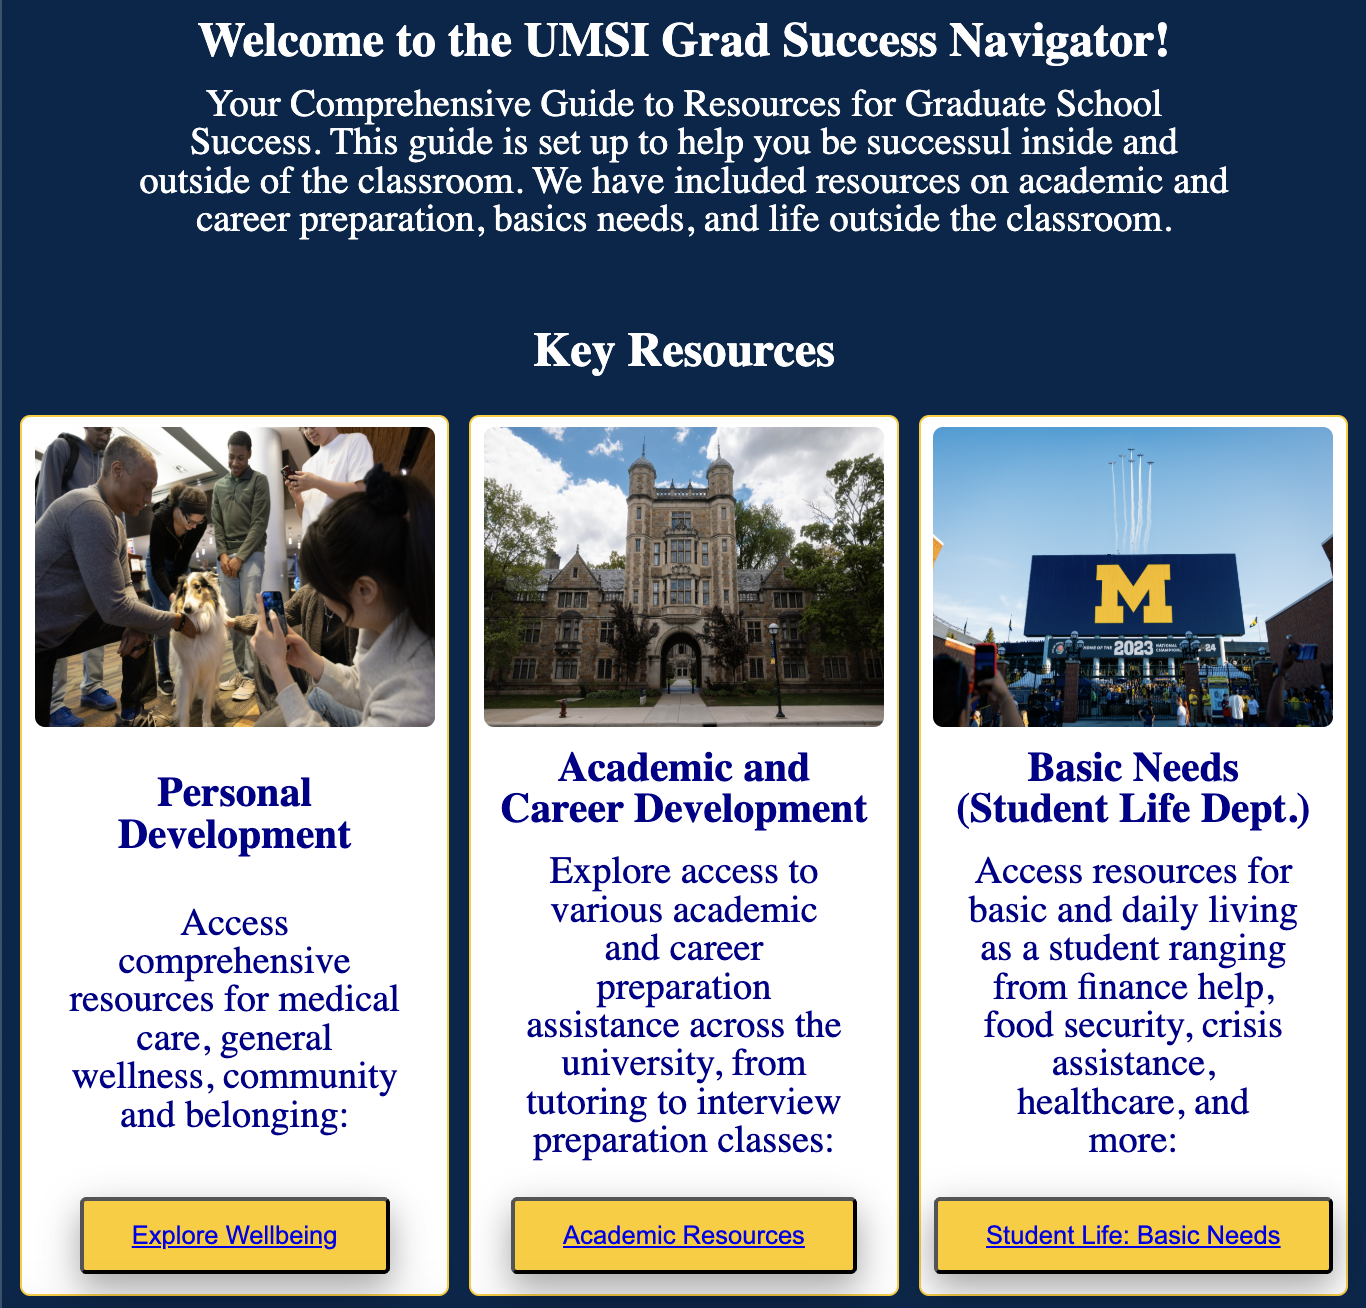 Welcome to the UMSI Grad Success Navigator!
Your Comprehensive Guide to Resources for Graduate School
Success. This guide is set up to help you be successul inside and
outside of the classroom. We have included resources on academic and
career preparation, basics needs, and life outside the classroom.
Key Resources
Personal
Development
Access
comprehensive
resources for medical
care, general
wellness, community
and belonging:
Explore Wellbeing
Academic and
Career Development
Explore access to
various academic
and career
preparation
assistance across the
university, from
tutoring to interview
preparation classes:
Academic Resources
M
HOME OF THE 2023 NATIONAL
24
Basic Needs
(Student Life Dept.)
Access resources for
basic and daily living
as a student ranging
from finance help,
food security, crisis
assistance,
healthcare, and
more:
Student Life: Basic Needs